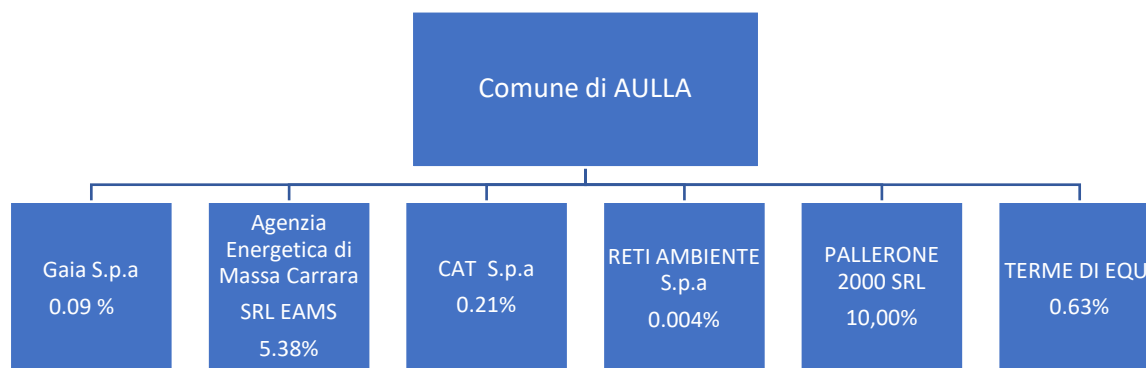 Comune di AULLA
Gaia S.p.a
0.09 %
Agenzia
Energetica di
Massa Carrara
SRL EAMS
5.38%
CAT S.p.a
0.21%
RETI AMBIENTE
S.p.a
0.004%
PALLERONE
2000 SRL
10,00%
TERME DI EQUI
0.63%